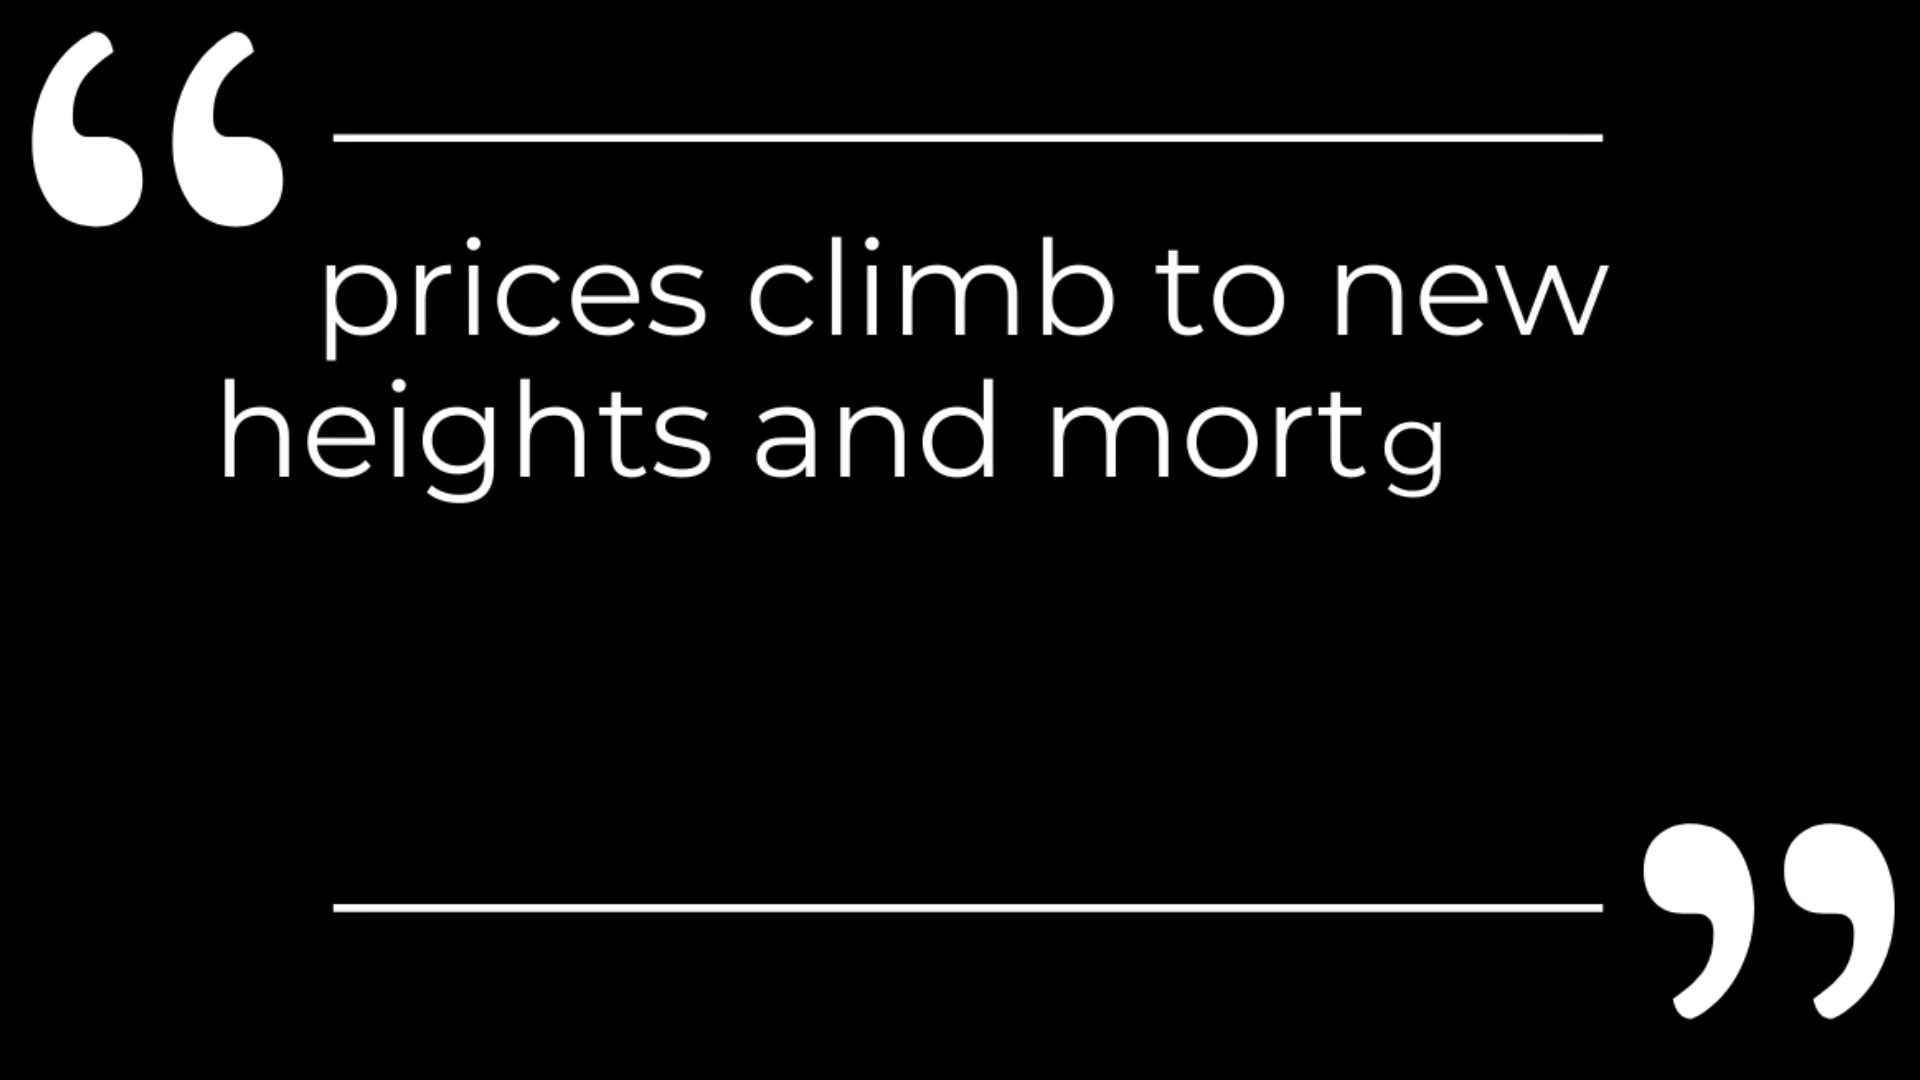 “
prices climb to new
heights and mortg
”